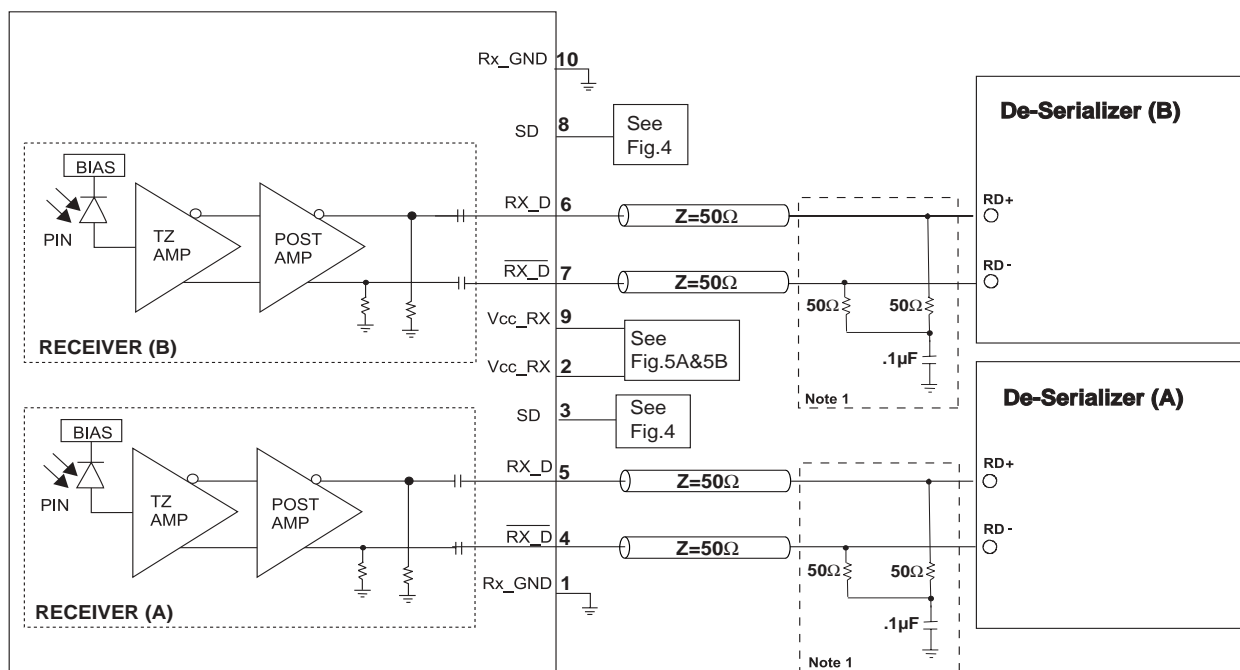 Rx_GND 10
SD 8
See
Fig.4
De-Serializer (B)
BIAS
PIN
TZ
AMP
POST
AMP
RX_D 6
Z=50Ω
RD+
RX_D 7
Z=50Ω
RD -
50Ω
50Ω
.1µF
Note 1
RECEIVER (B)
Vcc_RX 9
See
Fig.5A&5B
Vcc_RX 2
SD 3
See
Fig.4
De-Serializer (A)
BIAS
PIN
TZ
AMP
POST
AMP
RX_D 5
Z=50Ω
RD+
RX_D 4
Z=50Ω
RD -
50Ω
50Ω
.1µF
Note 1
Rx_GND 1
RECEIVER (A)